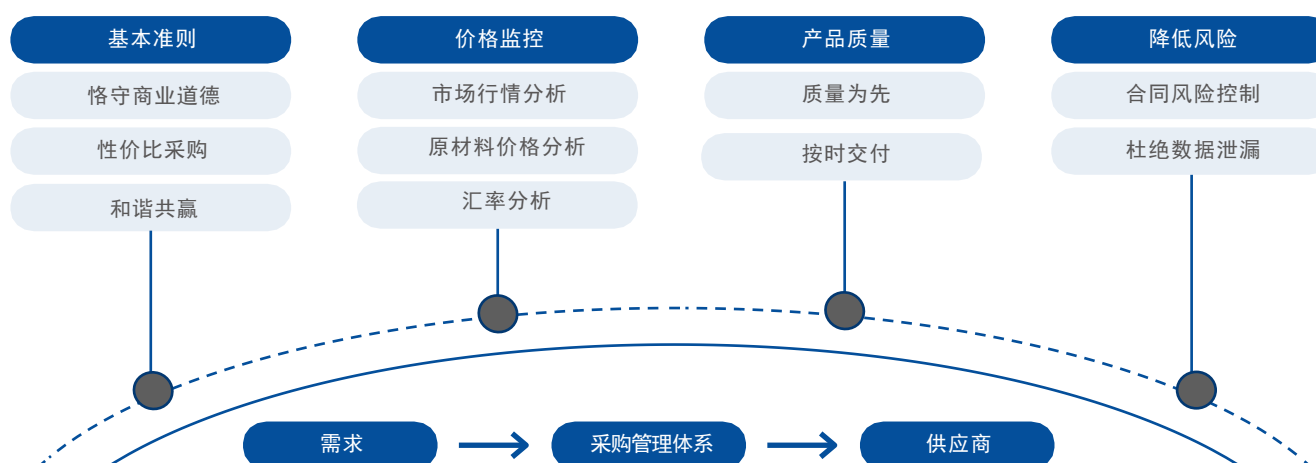 基本准则
恪守商业道德
性价比采购
和谐共赢
价格监控
市场行情分析
原材料价格分析
汇率分析
产品质量
质量为先
按时交付
降低风险
合同风险控制
杜绝数据泄漏
需求
采购管理体系
供应商